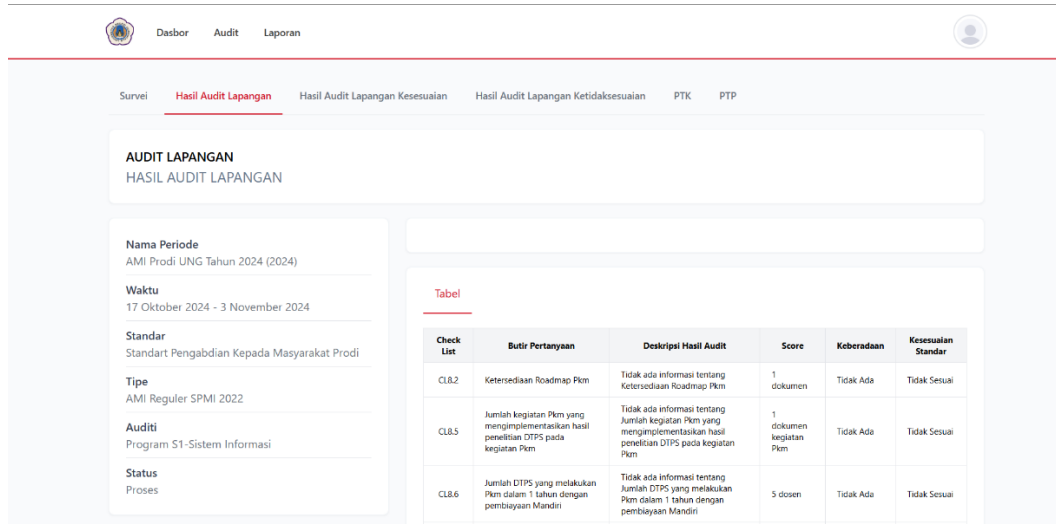 Dasbor Audit Laporan
Survei Hasil Audit Lapangan Hasil Audit Lapangan Kesesuaian Hasil Audit Lapangan Ketidaksesuaian PTK PTP
AUDIT LAPANGAN
HASIL AUDIT LAPANGAN
Nama Periode
AMI Prodi UNG Tahun 2024 (2024)
Waktu
17 Oktober 2024 - 3 November 2024
Standar
Standart Pengabdian Kepada Masyarakat Prodi
Tipe
AMI Reguler SPMI 2022
Auditi
Program S1-Sistem Informasi
Status
Proses
Tabel
Check
List
Butir Pertanyaan
Deskripsi Hasil Audit
Score
Keberadaan
Kesesuaian
Standar
CL8.2
Ketersediaan Roadmap Pkm
Tidak ada informasi tentang
Ketersediaan Roadmap Pkm
1
dokumen
Tidak Ada
Tidak Sesuai
CL8.5
Jumlah kegiatan Pkm yang
mengimplementasikan hasil
penelitian DTPS pada
kegiatan Pkm
Tidak ada informasi tentang
Jumlah kegiatan Pkm yang
mengimplementasikan hasil
penelitian DTPS pada kegiatan
Pkm
1
dokumen
kegiatan
Pkm
Tidak Ada
Tidak Sesuai
CL8.6
Jumlah DTPS yang melakukan
Pkm dalam 1 tahun dengan
pembiayaan Mandiri
Tidak ada informasi tentang
Jumlah DTPS yang melakukan
Pkm dalam 1 tahun dengan
pembiayaan Mandiri
5 dosen
Tidak Ada
Tidak Sesuai